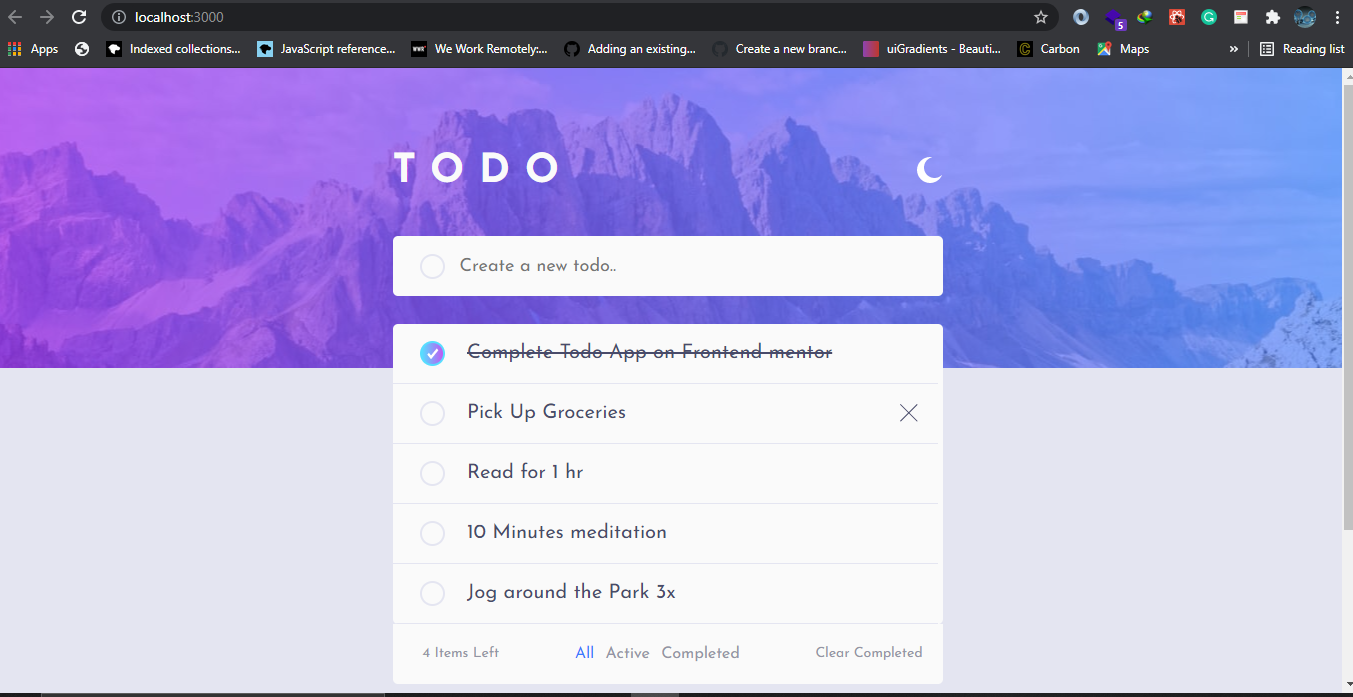 localhost:3000
5
Apps Indexed collections... JavaScript reference... WWR We Work Remotely:... Adding an existing... Create a new branc... uiGradients - Beauti... Carbon Maps » Reading list
TODO
Create a new todo..
Complete Todo App on Frontend mentor
Pick Up Groceries
Read for 1 hr
10 Minutes meditation
Jog around the Park 3x
4 Items Left All Active Completed Clear Completed